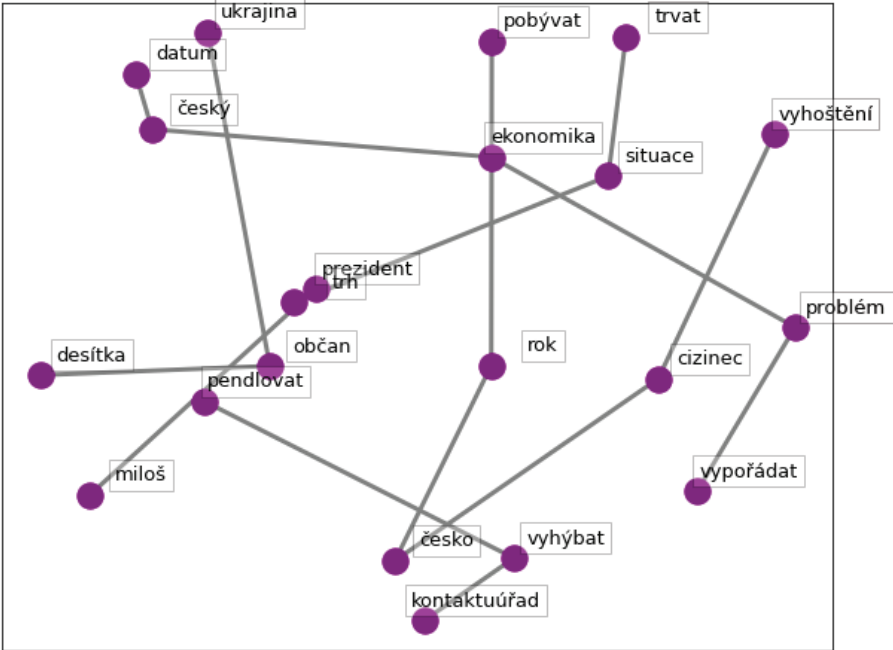 ukrajina
pobývat
trvat
datum
český
vyhoštění
ekonomika
situace
prezident
trh
problém
občan
rok
desítka
cizinec
pendlovat
miloš
vypořádat
česko
vyhýbat
kontaktuúřad